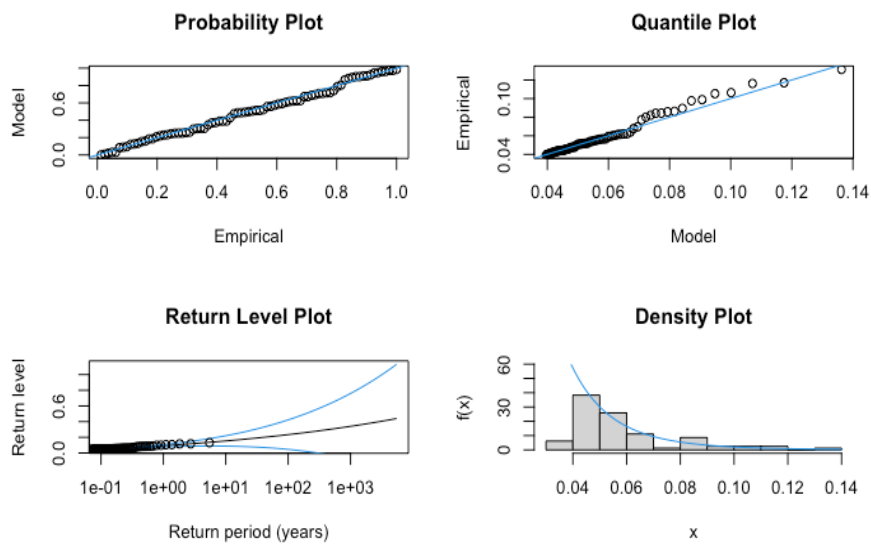 Probability Plot
Model
0.0 0.6
0.0 0.2 0.4 0.6 0.8 1.0
Empirical
Quantile Plot
Empirical
0.04 0.10
0.04 0.06 0.08 0.10 0.12 0.14
Model
Return Level Plot
Return level
0.0 0.6
1e-01 1e+00 1e+01 1e+02 1e+03
Return period (years)
Density Plot
f(x)
0 30 60
0.04 0.06 0.08 0.10 0.12 0.14
x